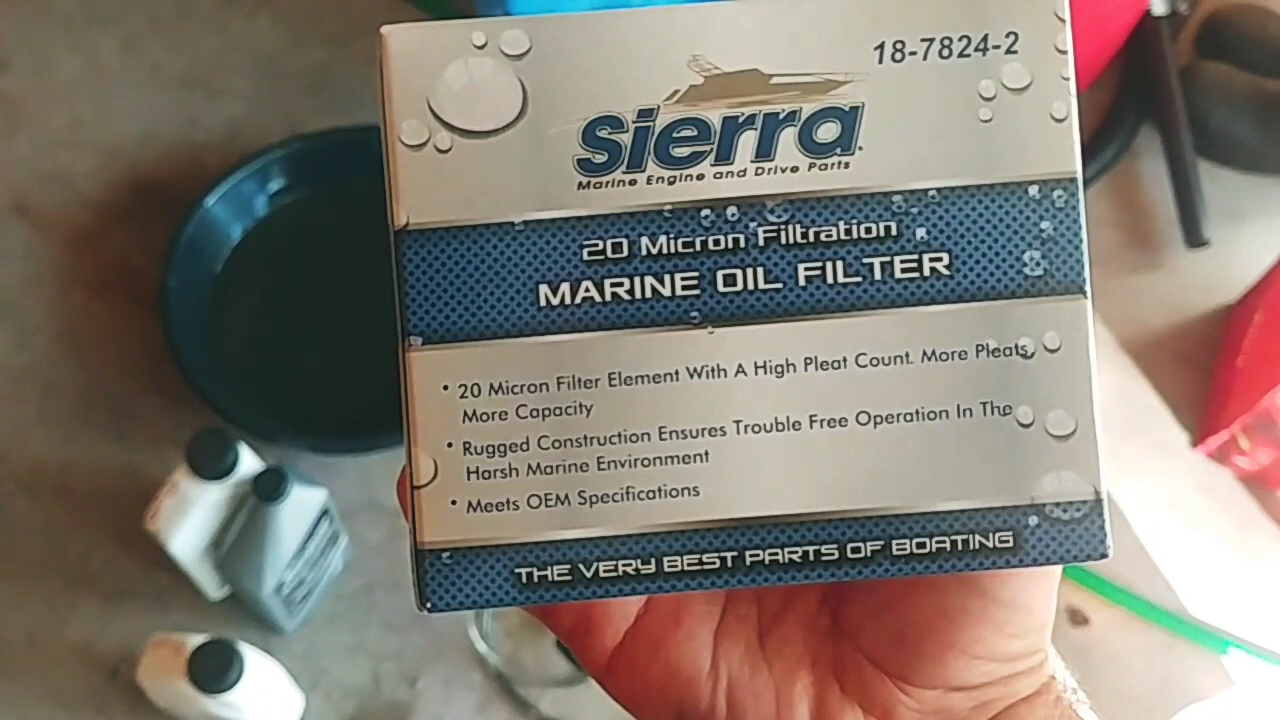 18-7824-2
sierra
Marine Engine and Drive Parts
20 Micron Filtration
MARINE OIL FILTER
• 20 Micron Filter Element With A High Pleat Count. More Pleats,
More Capacity
• Rugged Construction Ensures Trouble Free Operation In The
Harsh Marine Environment
• Meets OEM Specifications
THE VERY BEST PARTS OF BOATING